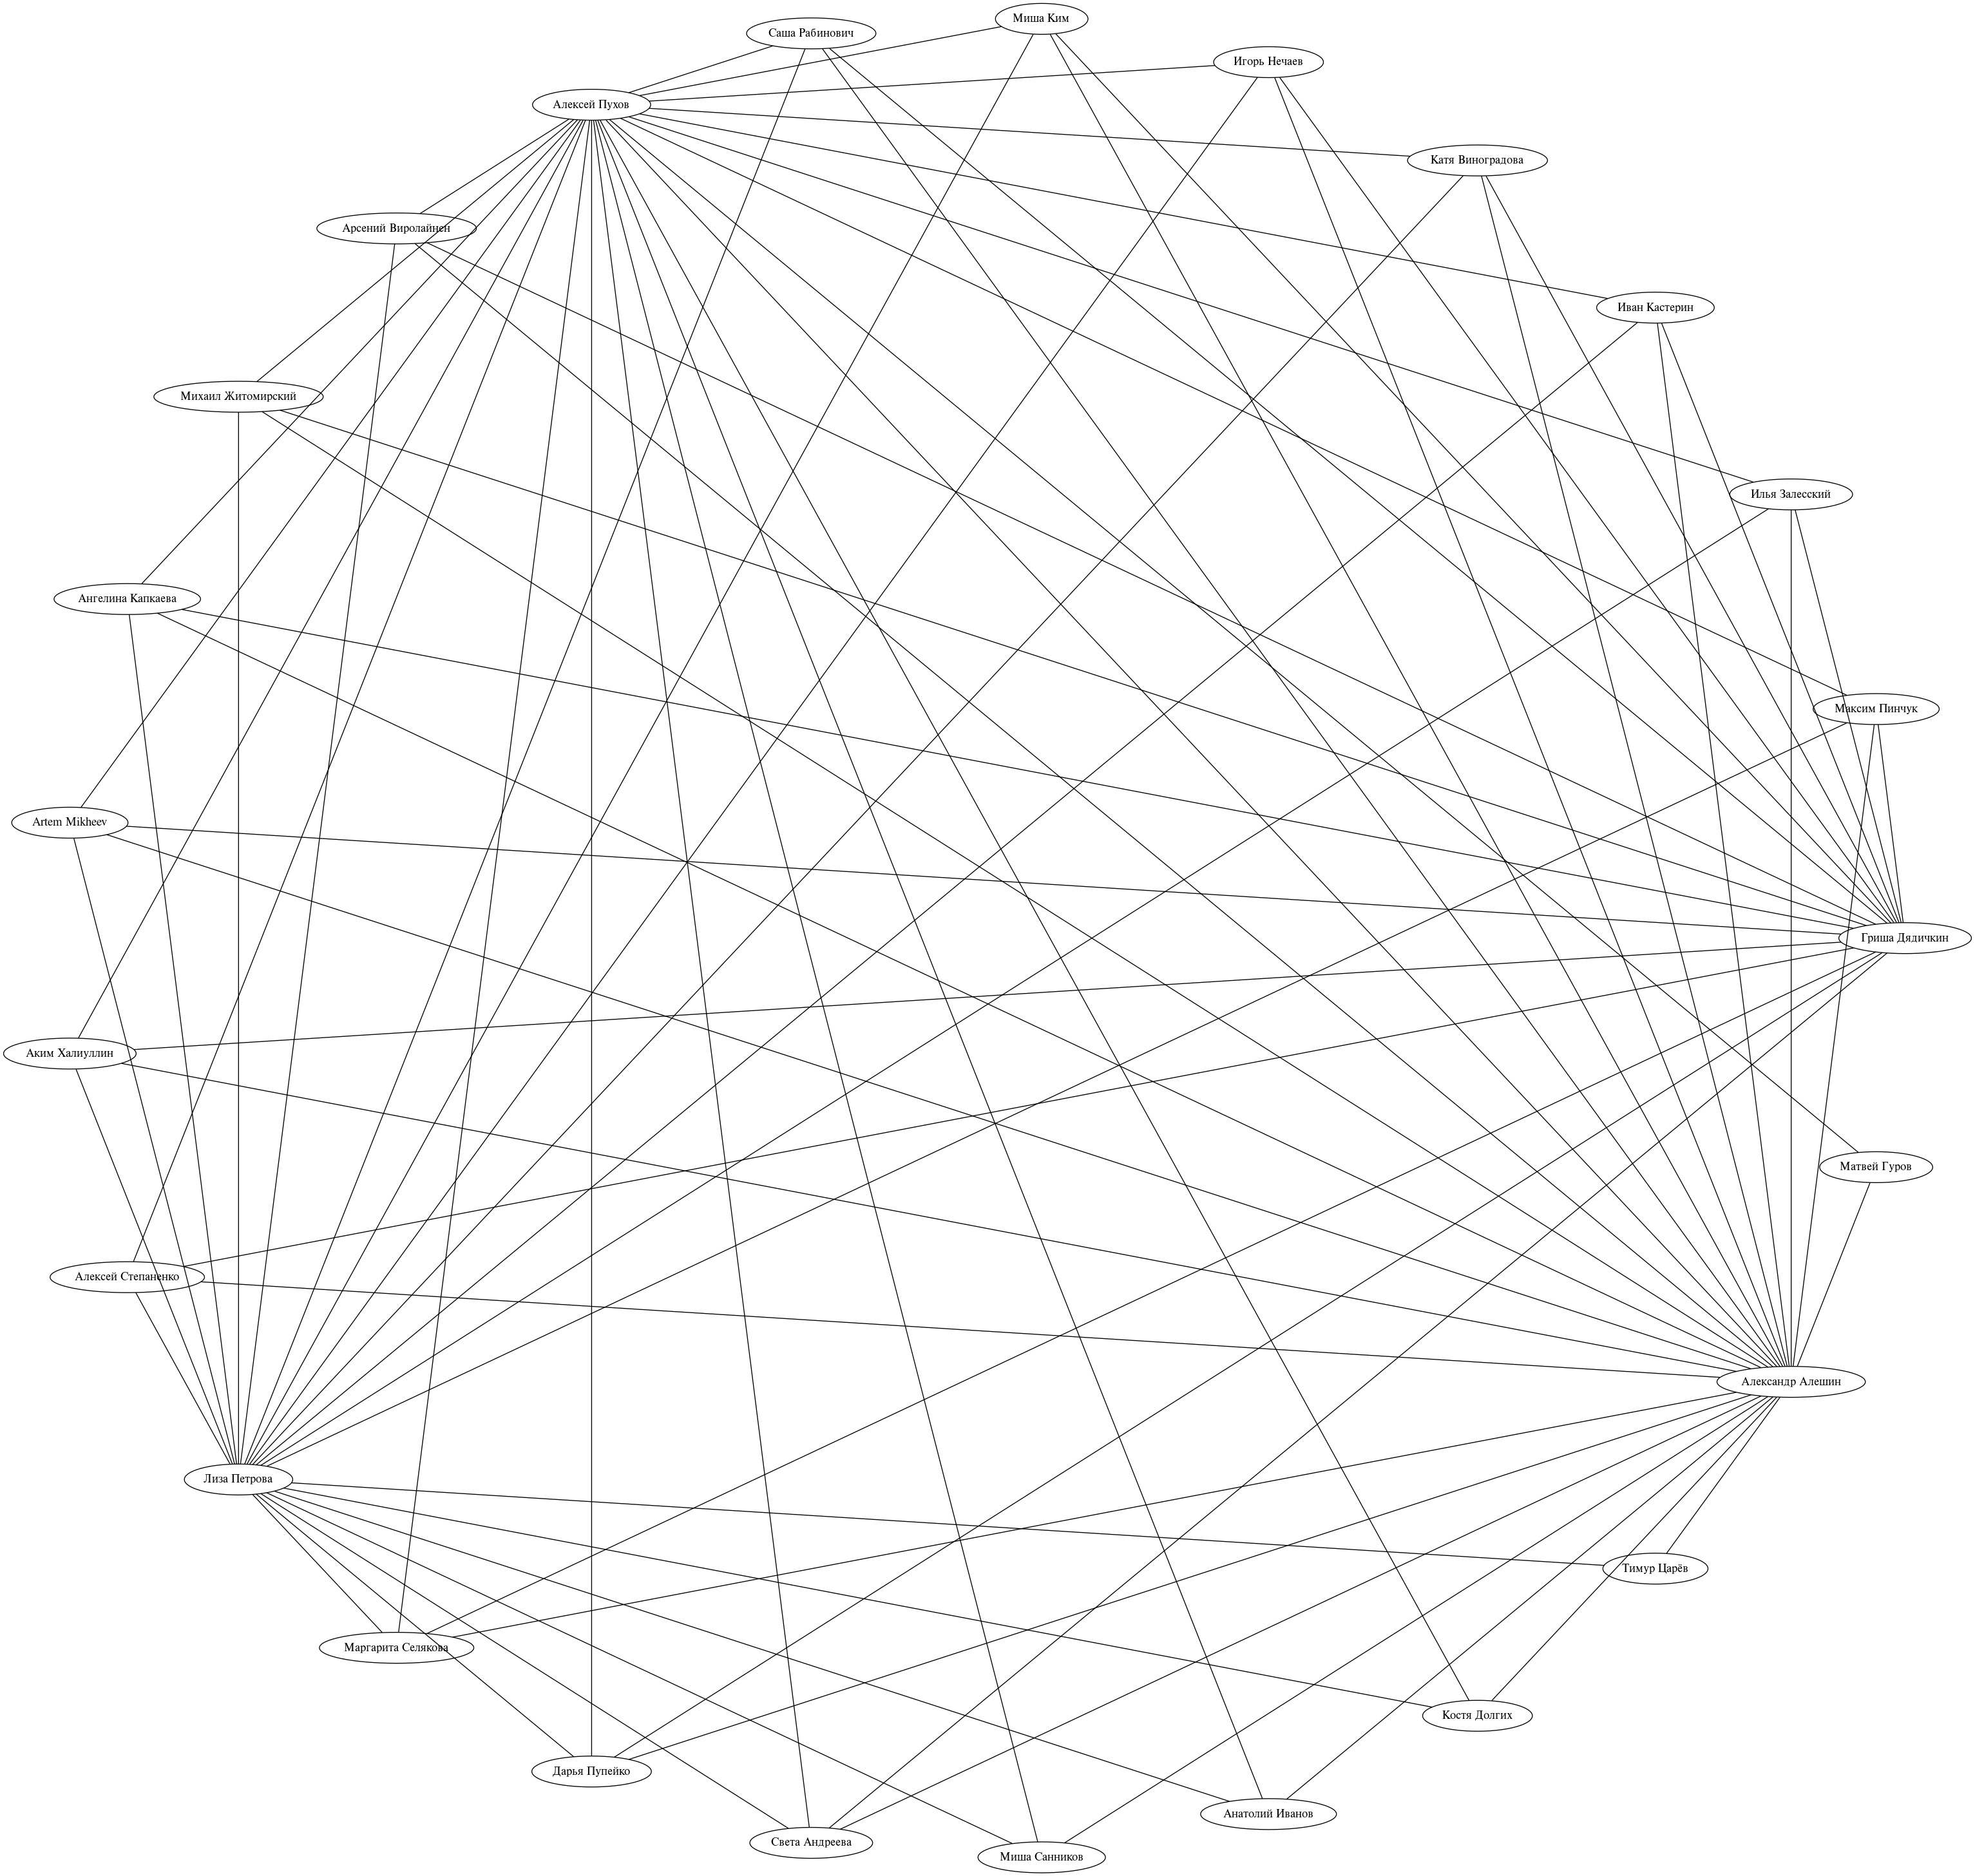 Миша Ким
Саша Рабинович
Игорь Нечаев
Алексей Пухов
Катя Виноградова
Арсений Виролайнен
Иван Кастерин
Михаил Житомирский
Илья Залесский
Ангелина Капкаева
Максим Пинчук
Artem Mikheev
Гриша Дядичкин
Аким Халиуллин
Матвей Гуров
Алексей Степаненко
Александр Алешин
Лиза Петрова
Тимур Царёв
Маргарита Селякова
Костя Долгих
Дарья Пупейко
Анатолий Иванов
Света Андреева
Миша Санников